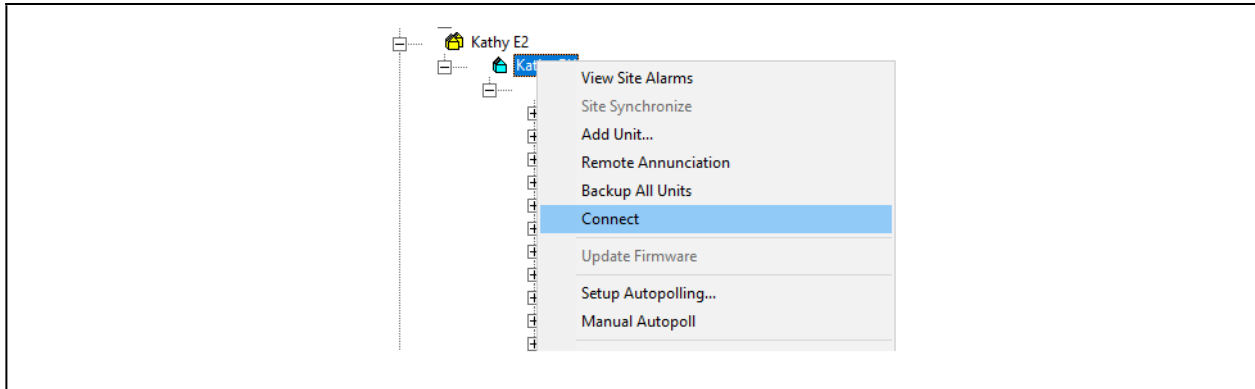 Kathy E2
View Site Alarms
Site Synchronize
Add Unit...
Remote Annunciation
Backup All Units
Connect
Update Firmware
Setup Autopolling...
Manual Autopoll